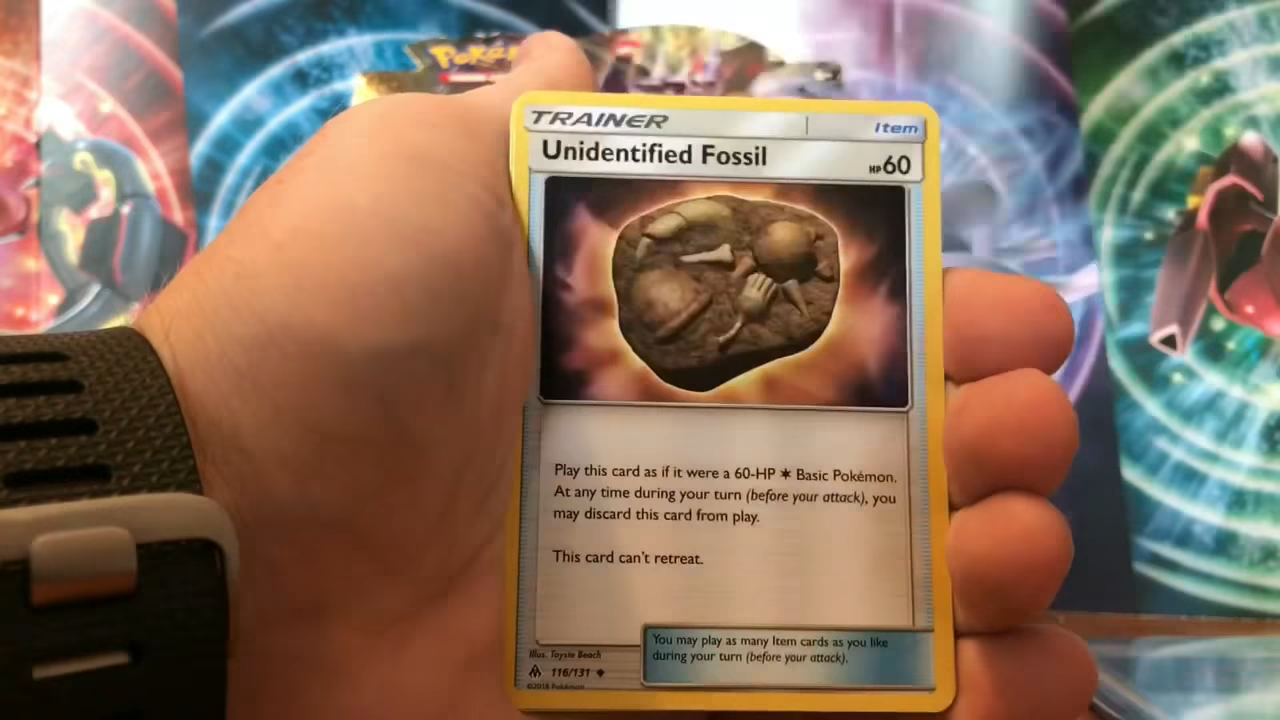 TRAINER
Item
Unidentified Fossil
HP60
Play this card as if it were a 60-HP ✶ Basic Pokémon.
At any time during your turn (before your attack), you
may discard this card from play.
This card can't retreat.
You may play as many Item cards as you like
during your turn (before your attack).
Illus. Toyste Beach
116/131 ◆
©2018 Pokémon